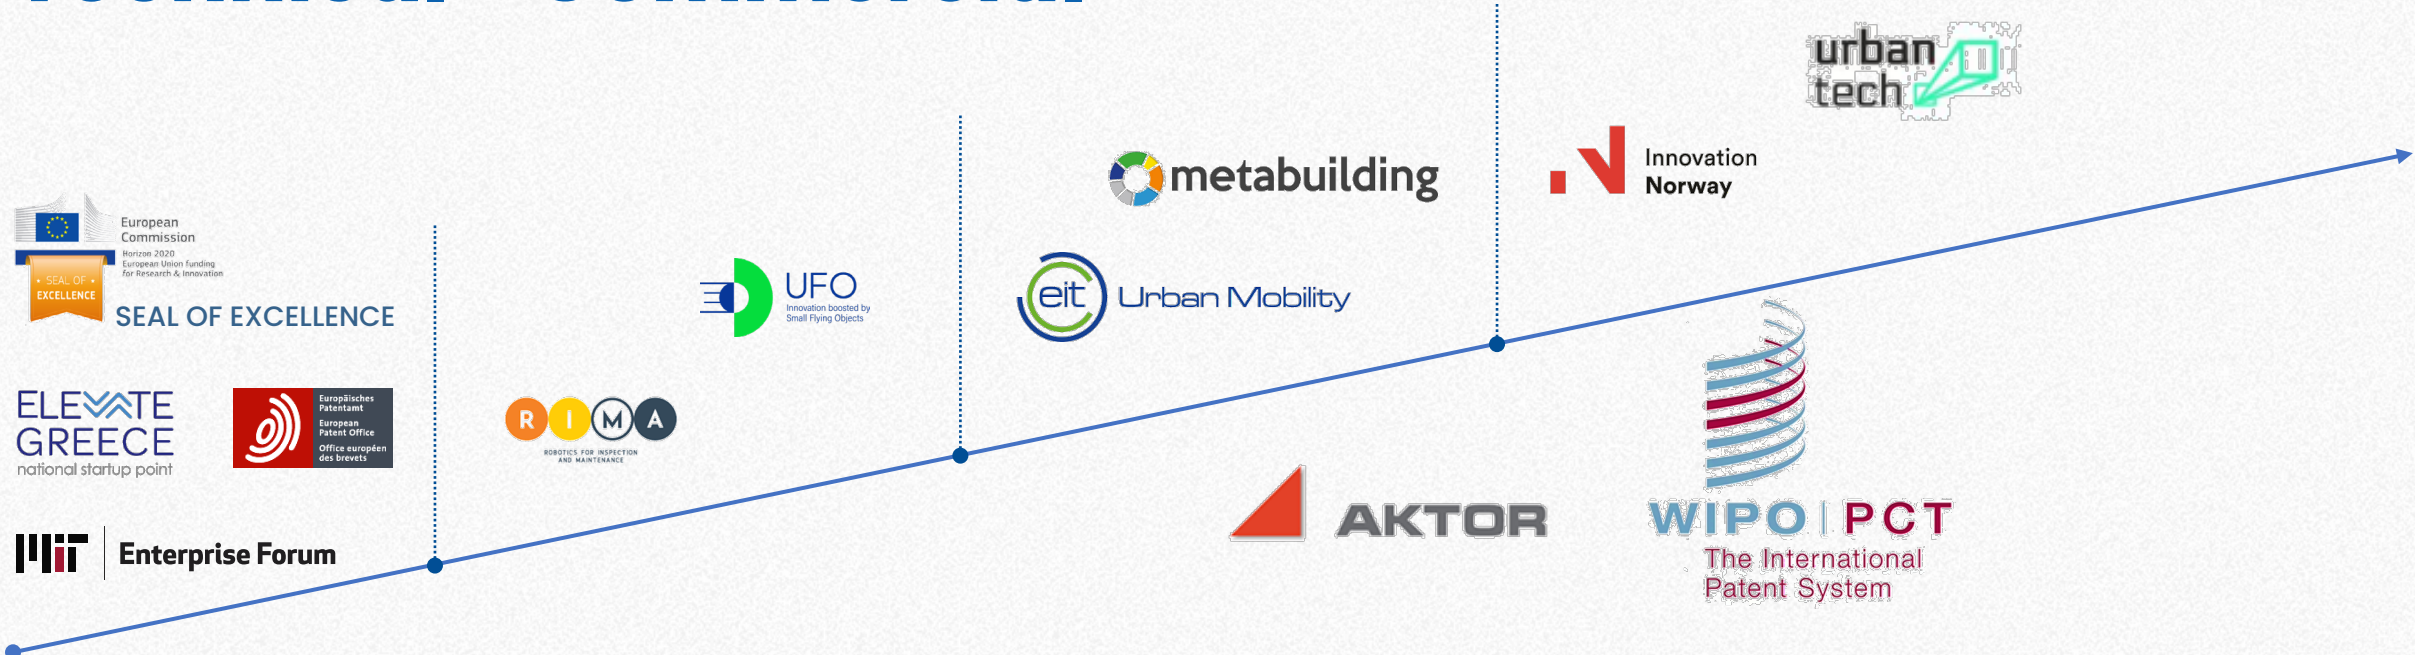 urban
tech
metabuilding
Innovation
Norway
European
Commission
Horizon 2020
European Union funding
for Research & Innovation
SEAL OF
EXCELLENCE
SEAL OF EXCELLENCE
UFO
Innovation boosted by
Small Flying Objects
eit Urban Mobility
ELEVATE
GREECE
national startup point
Europäisches
Patentamt
European
Patent Office
Office européen
des brevets
RIMA
ROBOTICS FOR INSPECTION
AND MAINTENANCE
AKTOR
WIPO | PCT
The International
Patent System
MIT Enterprise Forum